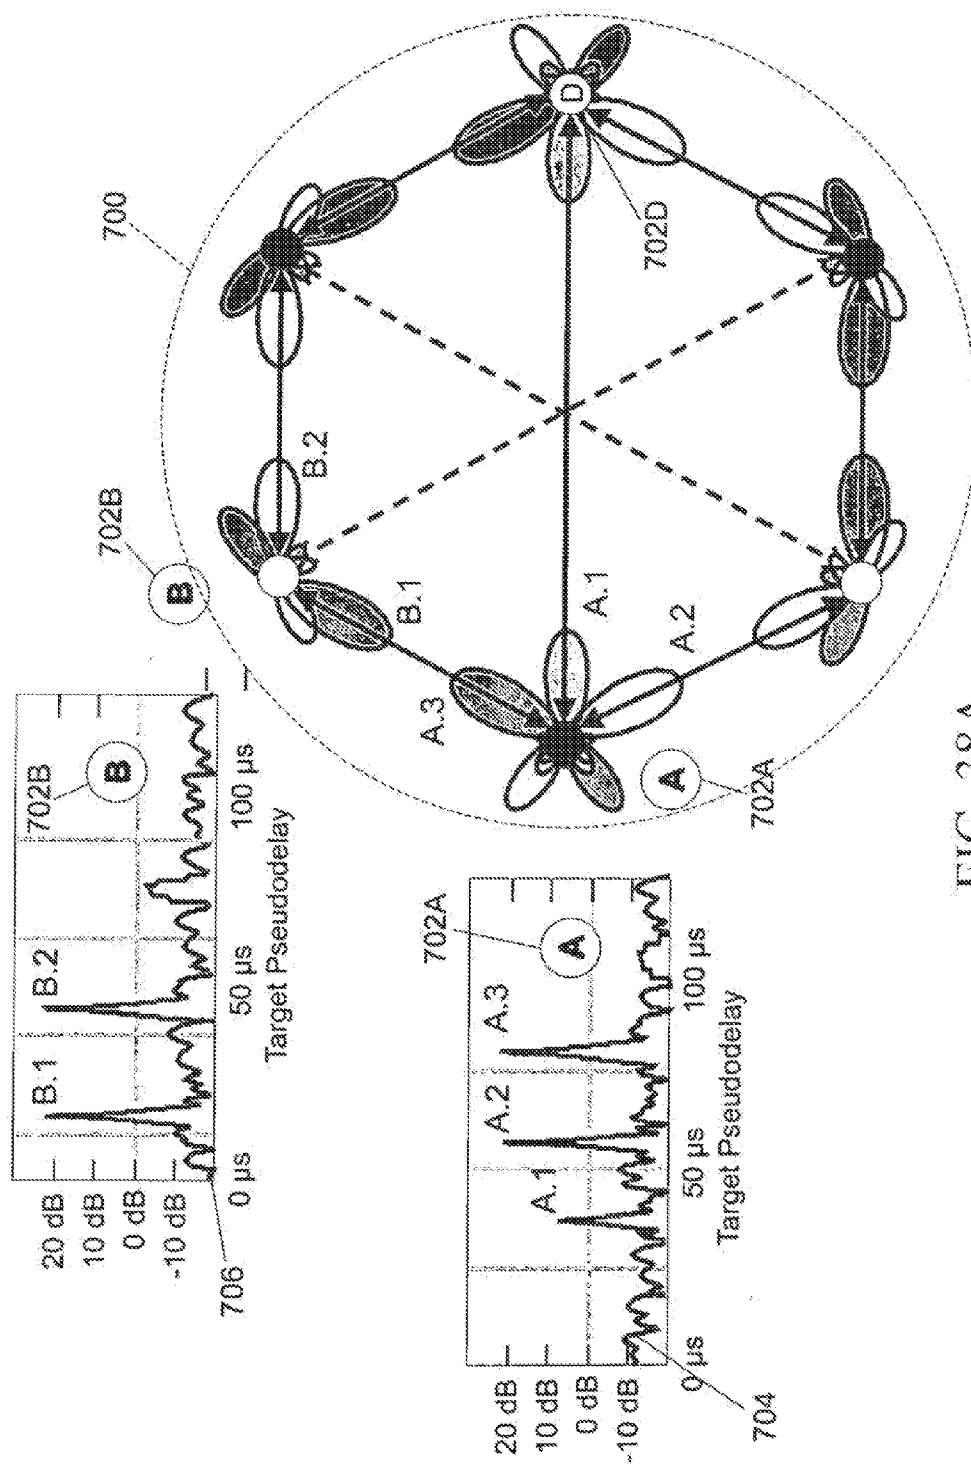 702B
B
20 dB
10 dB
0 dB
-10 dB
B.1
B.2
0 µs
50 µs
100 µs
Target Pseudodelay
706
702A
A
20 dB
10 dB
0 dB
-10 dB
A.1
A.2
A.3
0 µs
50 µs
100 µs
Target Pseudodelay
704
700
702B
B
B.2
B.1
A.3
A.1
A.2
D
702D
A
702A